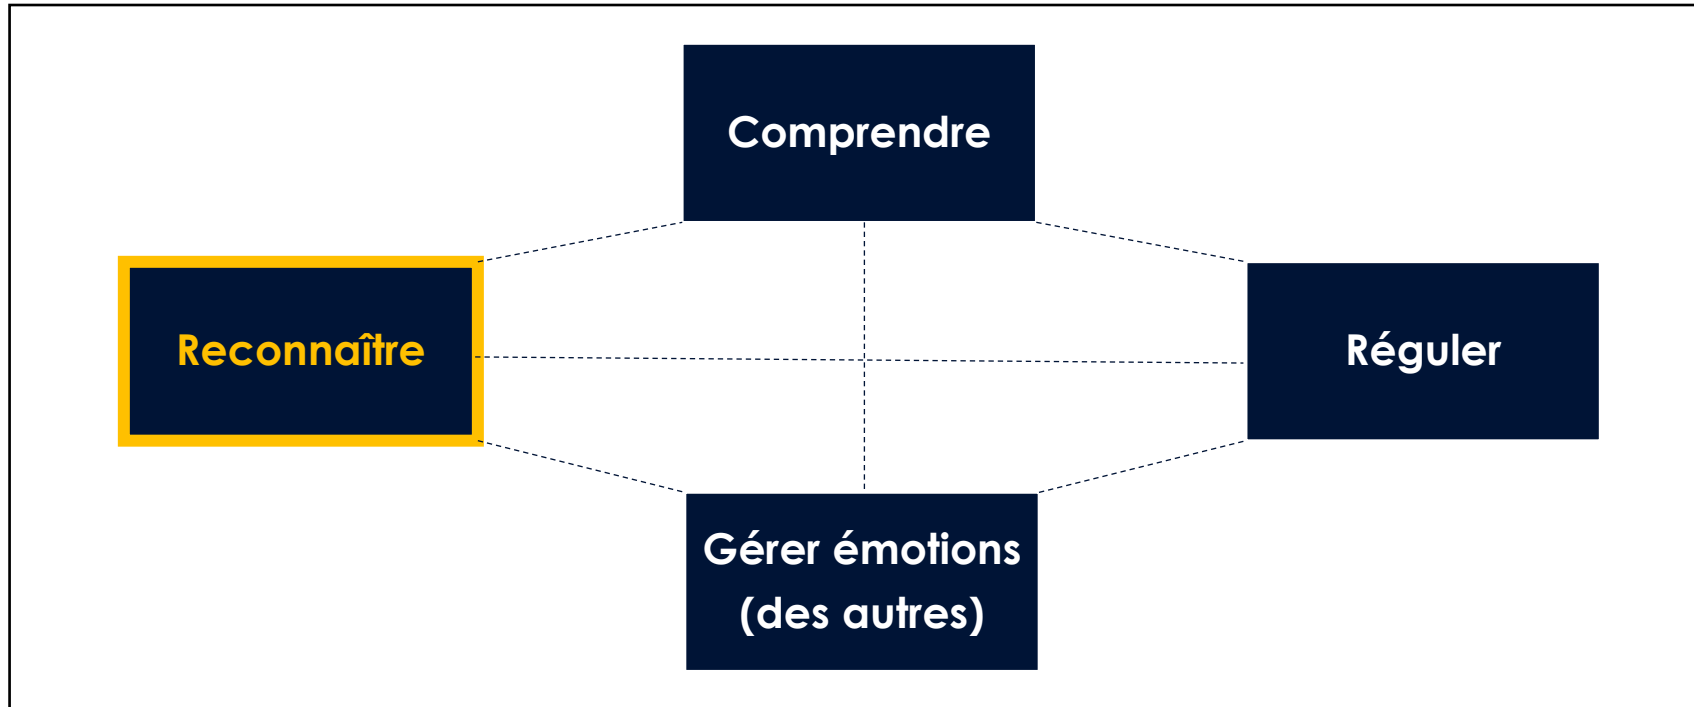 Comprendre
Reconnaître
Réguler
Gérer émotions
(des autres)